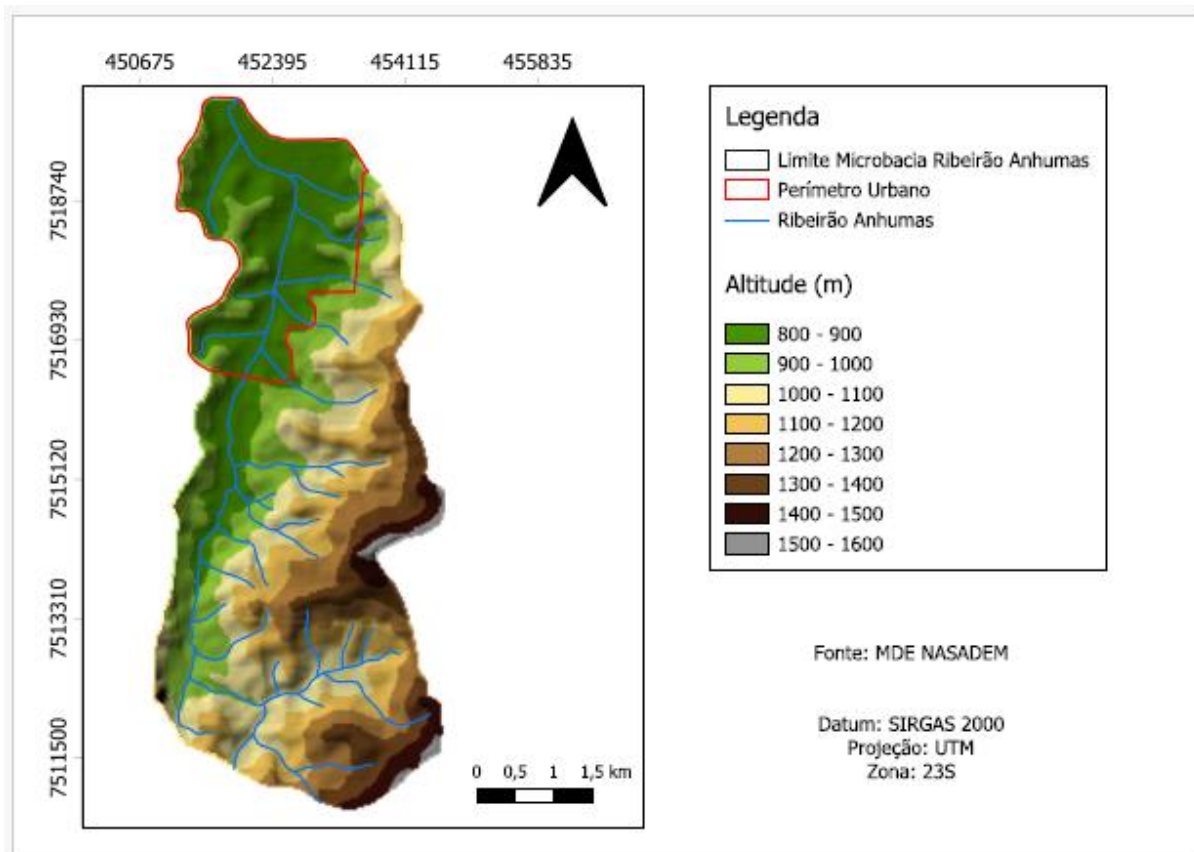 450675 452395 454115 455835
7518740
7516930
7515120
7513310
7511500
0 0,5 1 1,5 km
Legenda
Limite Microbacia Ribeirão Anhumas
Perímetro Urbano
Ribeirão Anhumas
Altitude (m)
800 - 900
900 - 1000
1000 - 1100
1100 - 1200
1200 - 1300
1300 - 1400
1400 - 1500
1500 - 1600
Fonte: MDE NASADEM
Datum: SIRGAS 2000
Projeção: UTM
Zona: 23S